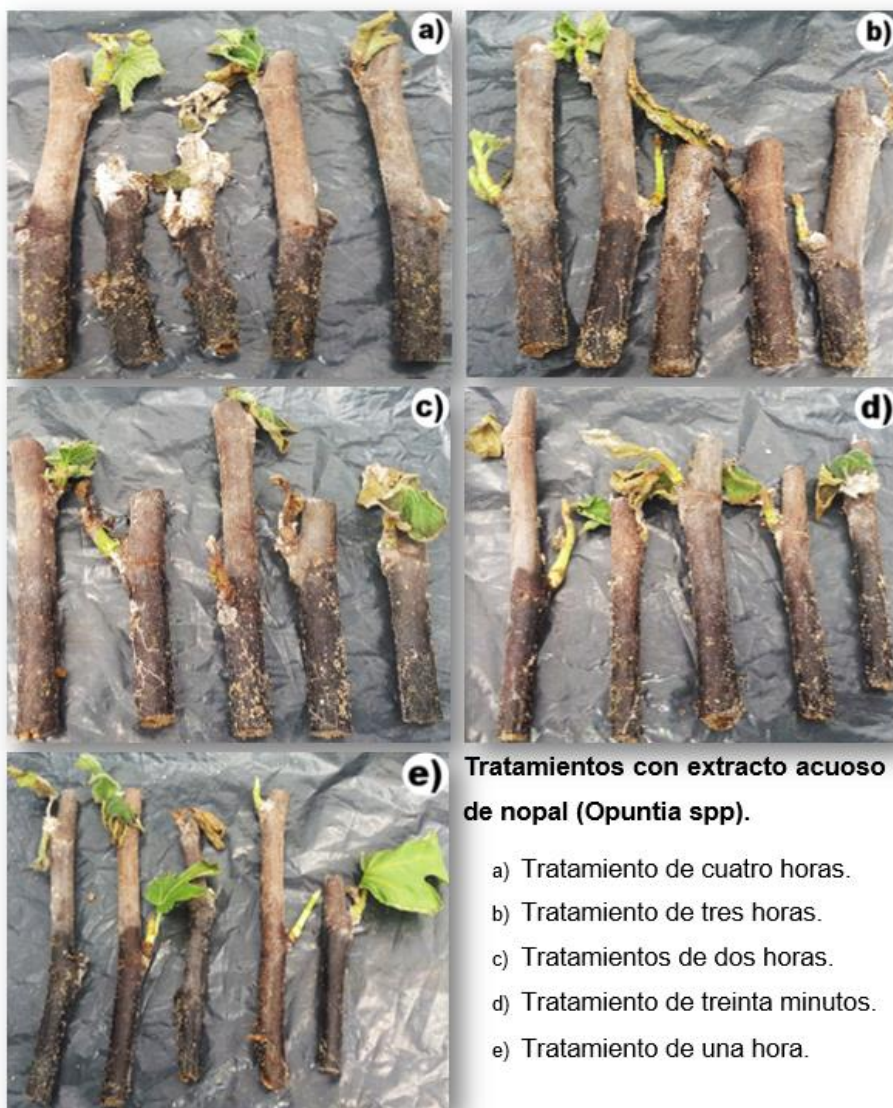 a)
b)
c)
d)
e)
Tratamientos con extracto acuoso
de nopal (Opuntia spp).
a) Tratamiento de cuatro horas.
b) Tratamiento de tres horas.
c) Tratamientos de dos horas.
d) Tratamiento de treinta minutos.
e) Tratamiento de una hora.